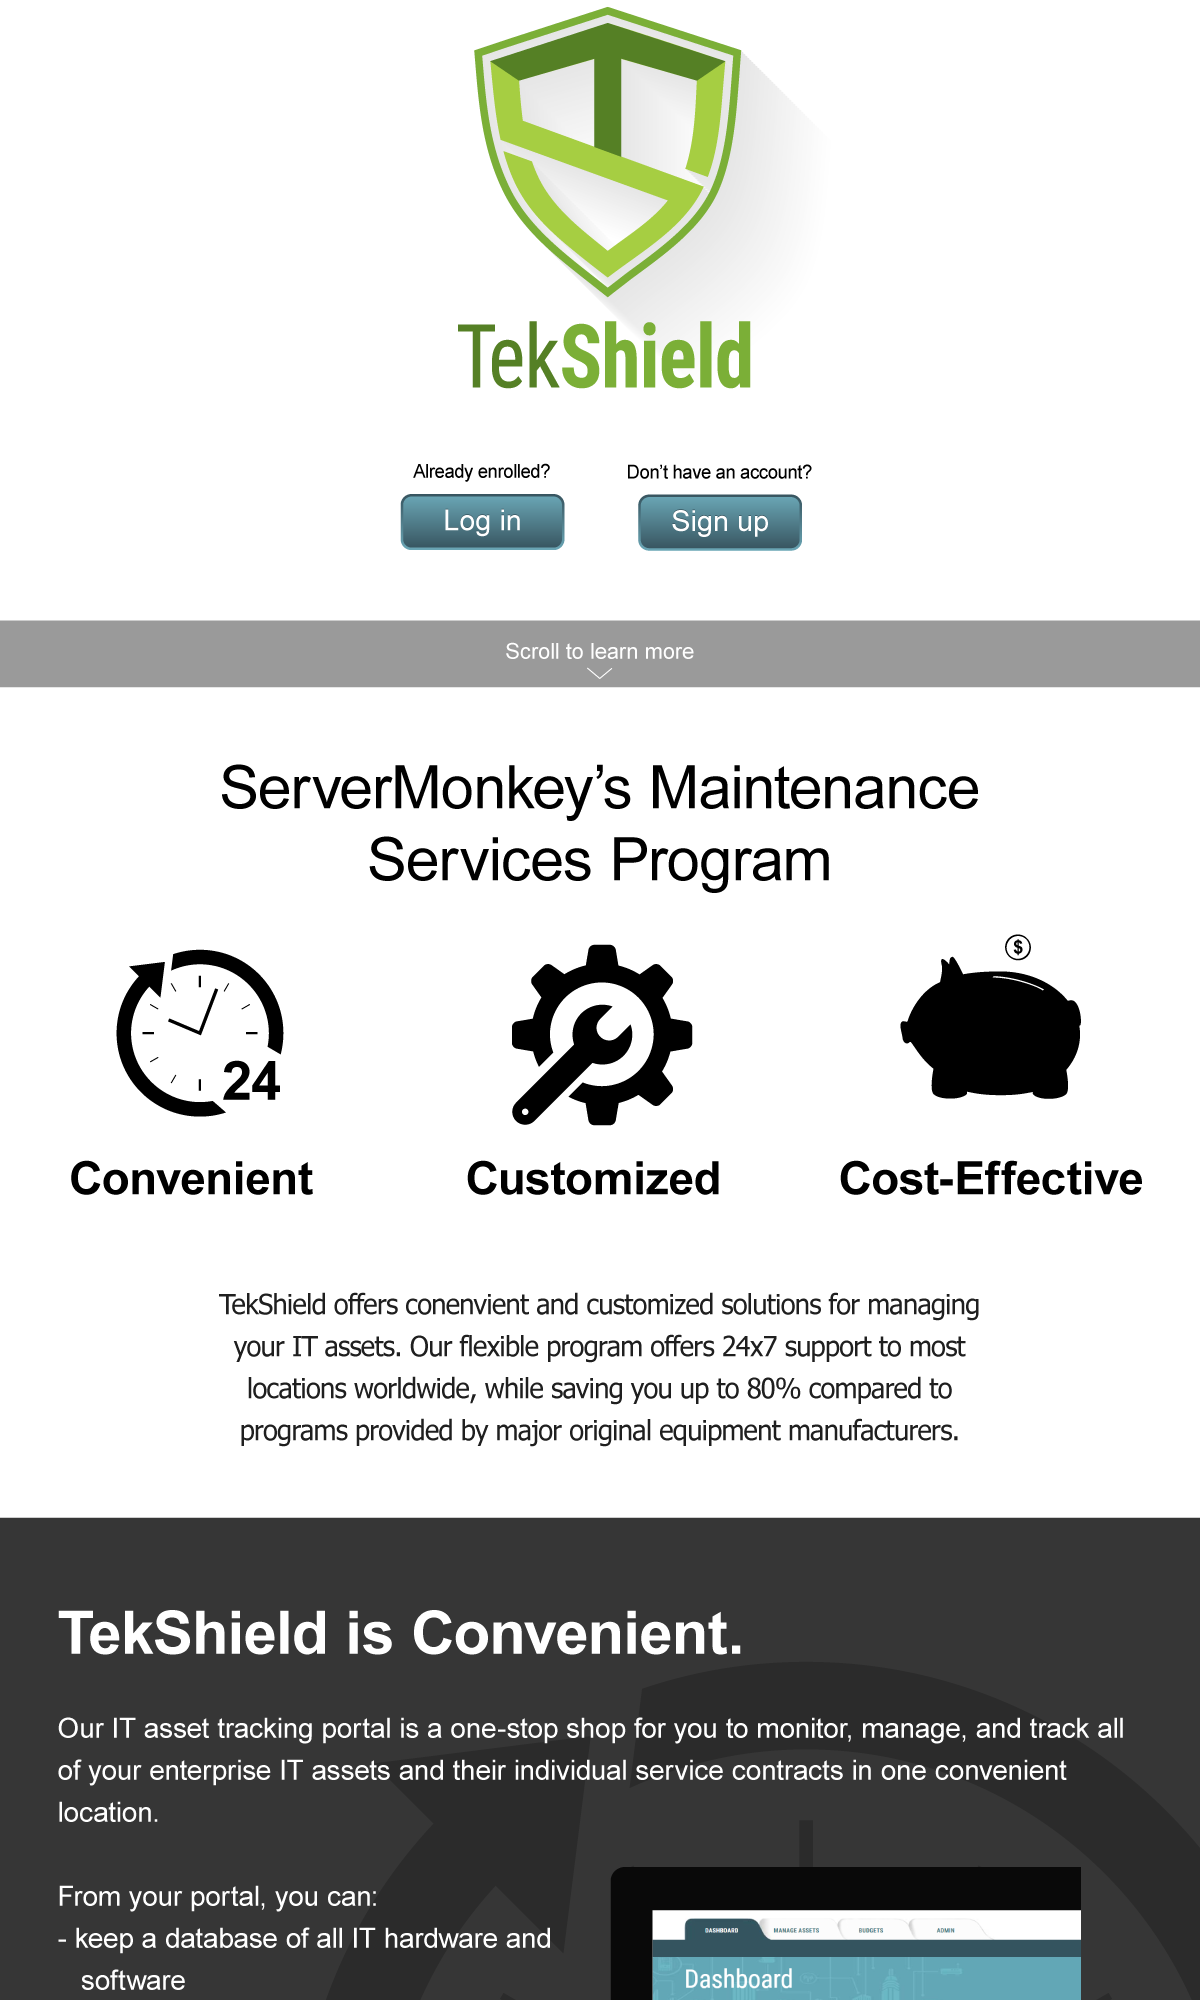 TekShield
Already enrolled?
Don't have an account?
Log in
Sign up
Scroll to learn more
ServerMonkey's Maintenance
Services Program
24
$
Convenient
Customized
Cost-Effective
TekShield offers conenvient and customized solutions for managing
your IT assets. Our flexible program offers 24x7 support to most
locations worldwide, while saving you up to 80% compared to
programs provided by major original equipment manufacturers.
TekShield is Convenient.
Our IT asset tracking portal is a one-stop shop for you to monitor, manage, and track all
of your enterprise IT assets and their individual service contracts in one convenient
location.
From your portal, you can:
- keep a database of all IT hardware and
software
DASHBOARD
MANAGE ASSETS
BUDGETS
ADMIN
Dashboard